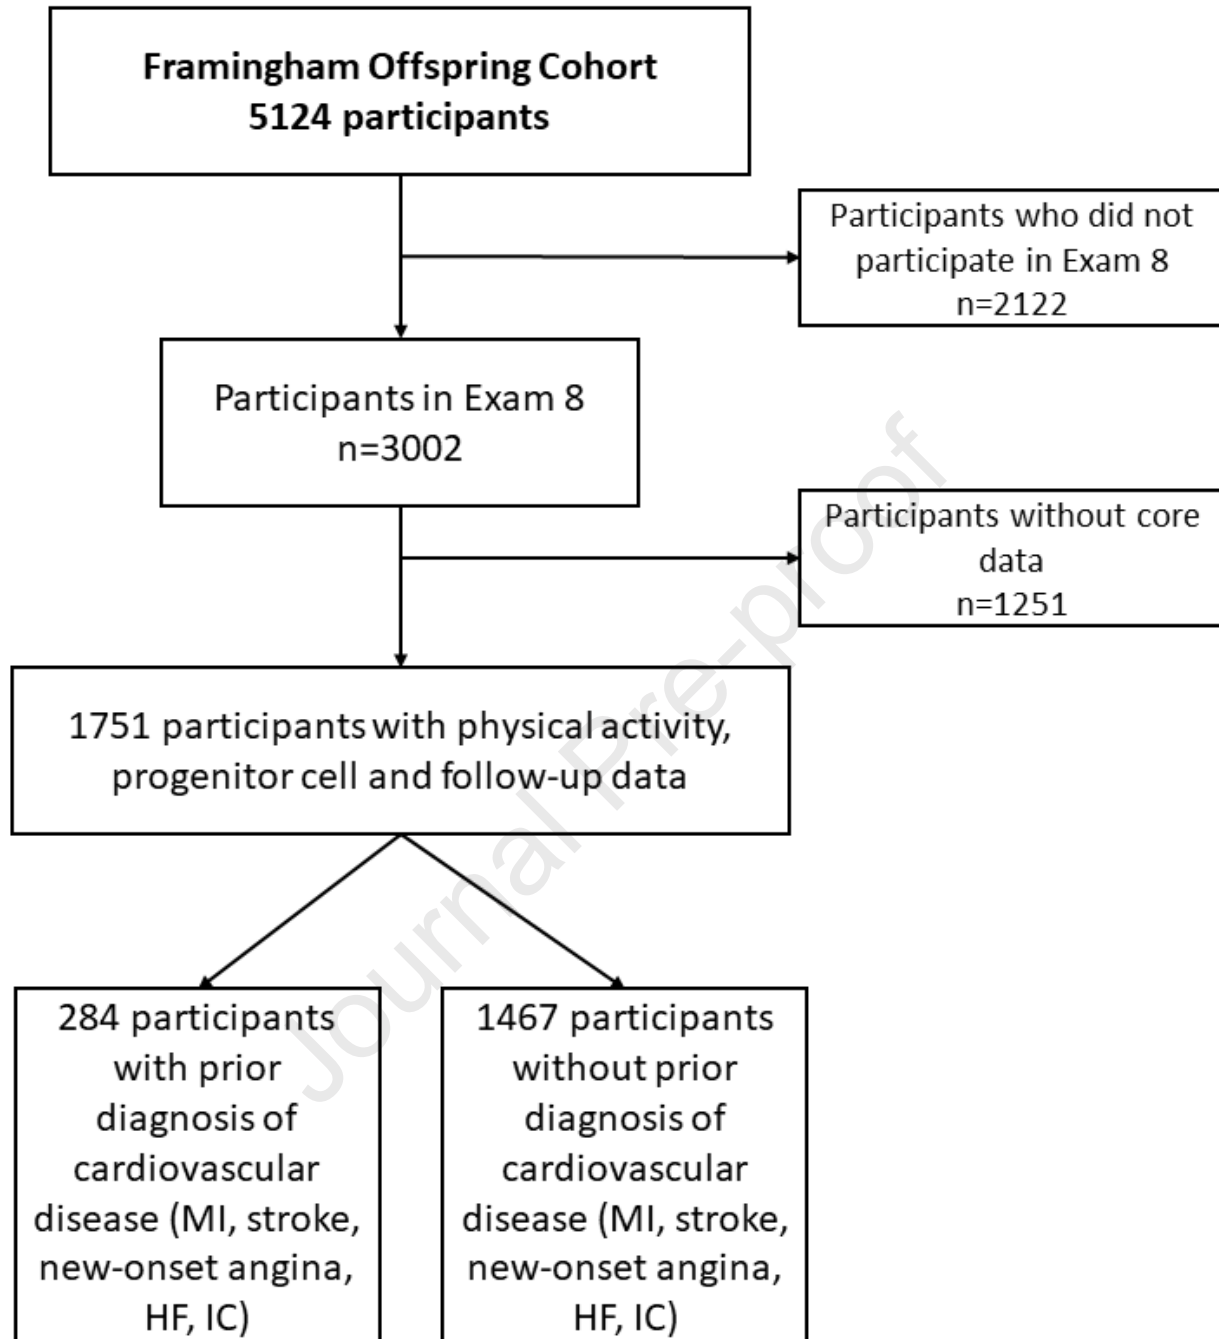 Framingham Offspring Cohort
5124 participants
Participants who did not
participate in Exam 8
n=2122
Participants in Exam 8
n=3002
Participants without core
data
n=1251
1751 participants with physical activity,
progenitor cell and follow-up data
284 participants
with prior
diagnosis of
cardiovascular
disease (MI, stroke,
new-onset angina,
HF, IC)
1467 participants
without prior
diagnosis of
cardiovascular
disease (MI, stroke,
new-onset angina,
HF, IC)
Journal Pre-proof